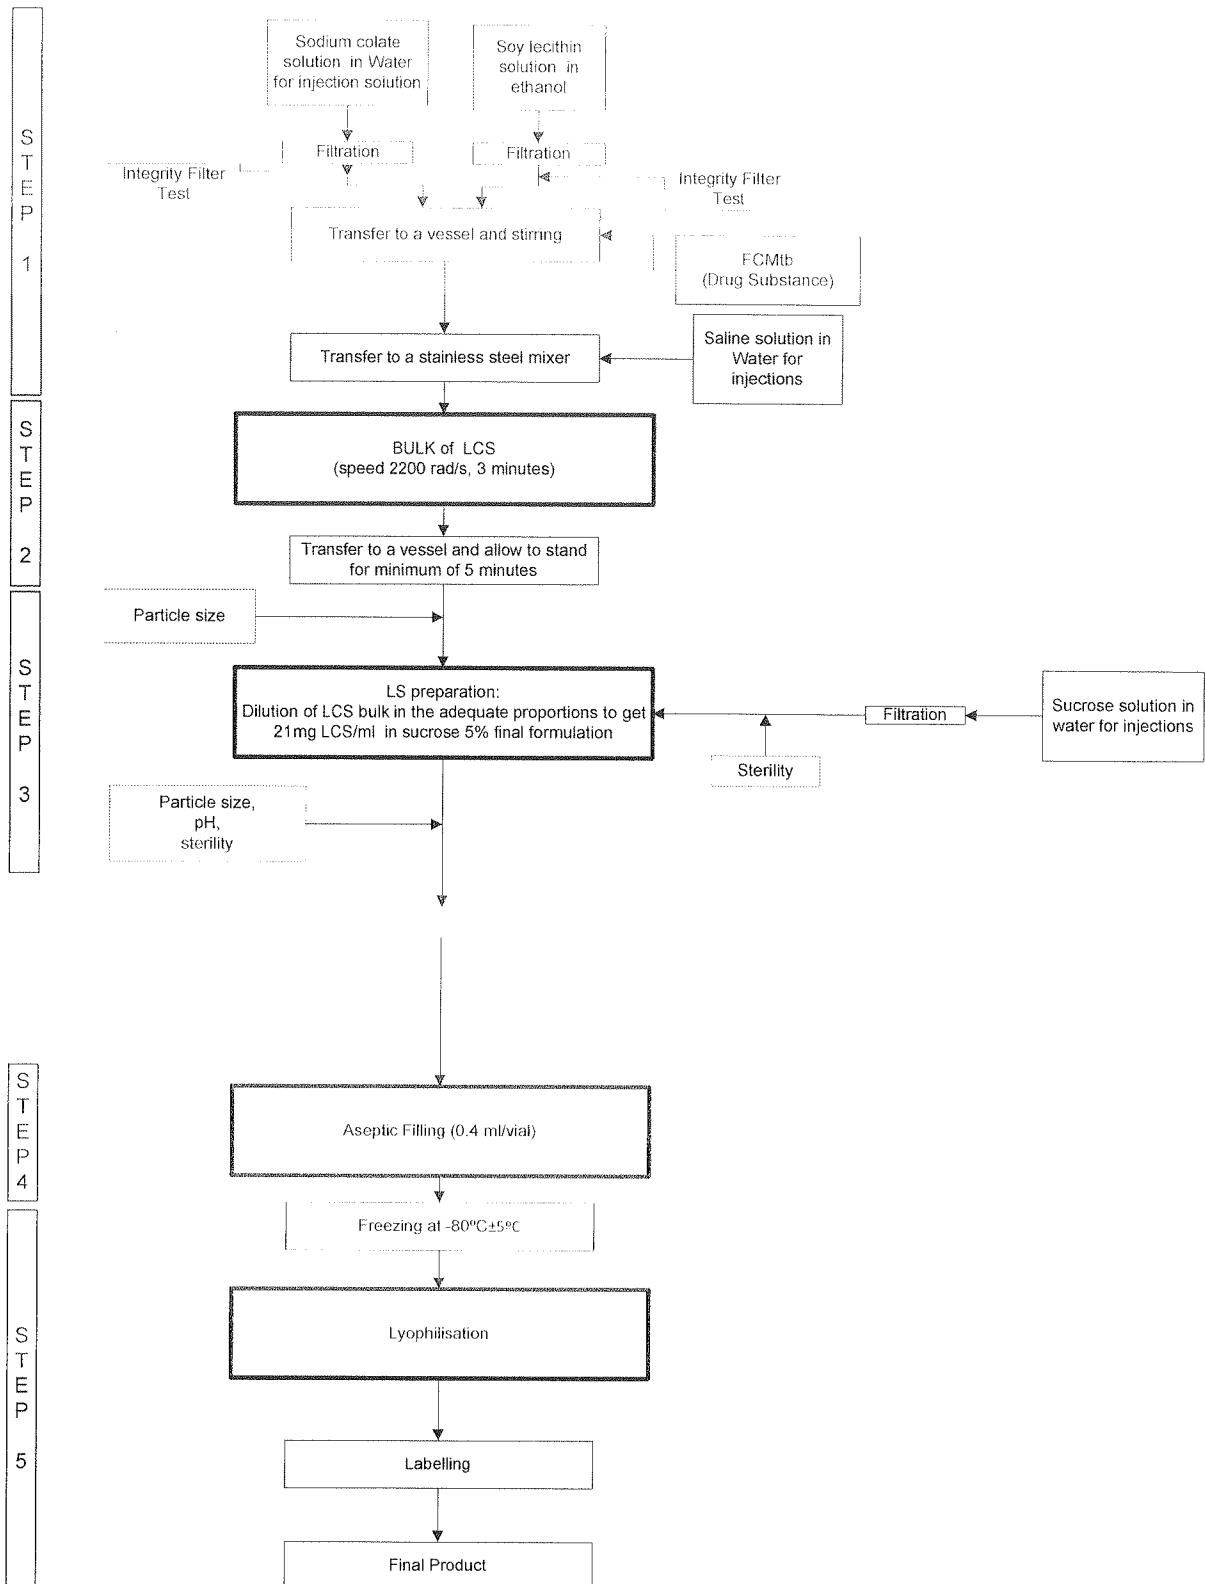 STEP 1
Sodium colate
solution in Water
for injection solution
Soy lecithin
solution in
ethanol
Filtration
Filtration
Integrity Filter
Test
Integrity Filter
Test
Transfer to a vessel and stirring
FCMtb
(Drug Substance)
Transfer to a stainless steel mixer
Saline solution in
Water for
injections
STEP 2
BULK of LCS
(speed 2200 rad/s, 3 minutes)
Transfer to a vessel and allow to stand
for minimum of 5 minutes
STEP 3
Particle size
LS preparation:
Dilution of LCS bulk in the adequate proportions to get
21mg LCS/ml in sucrose 5% final formulation
Filtration
Sucrose solution in
water for injections
Sterility
Particle size,
pH,
sterility
STEP 4
Aseptic Filling (0.4 ml/vial)
STEP 5
Freezing at -80ºC±5ºC
Lyophilisation
Labelling
Final Product